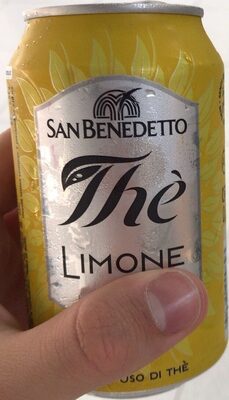 SAN BENEDETTO
Thè
LIMONE
USO DI THÈ